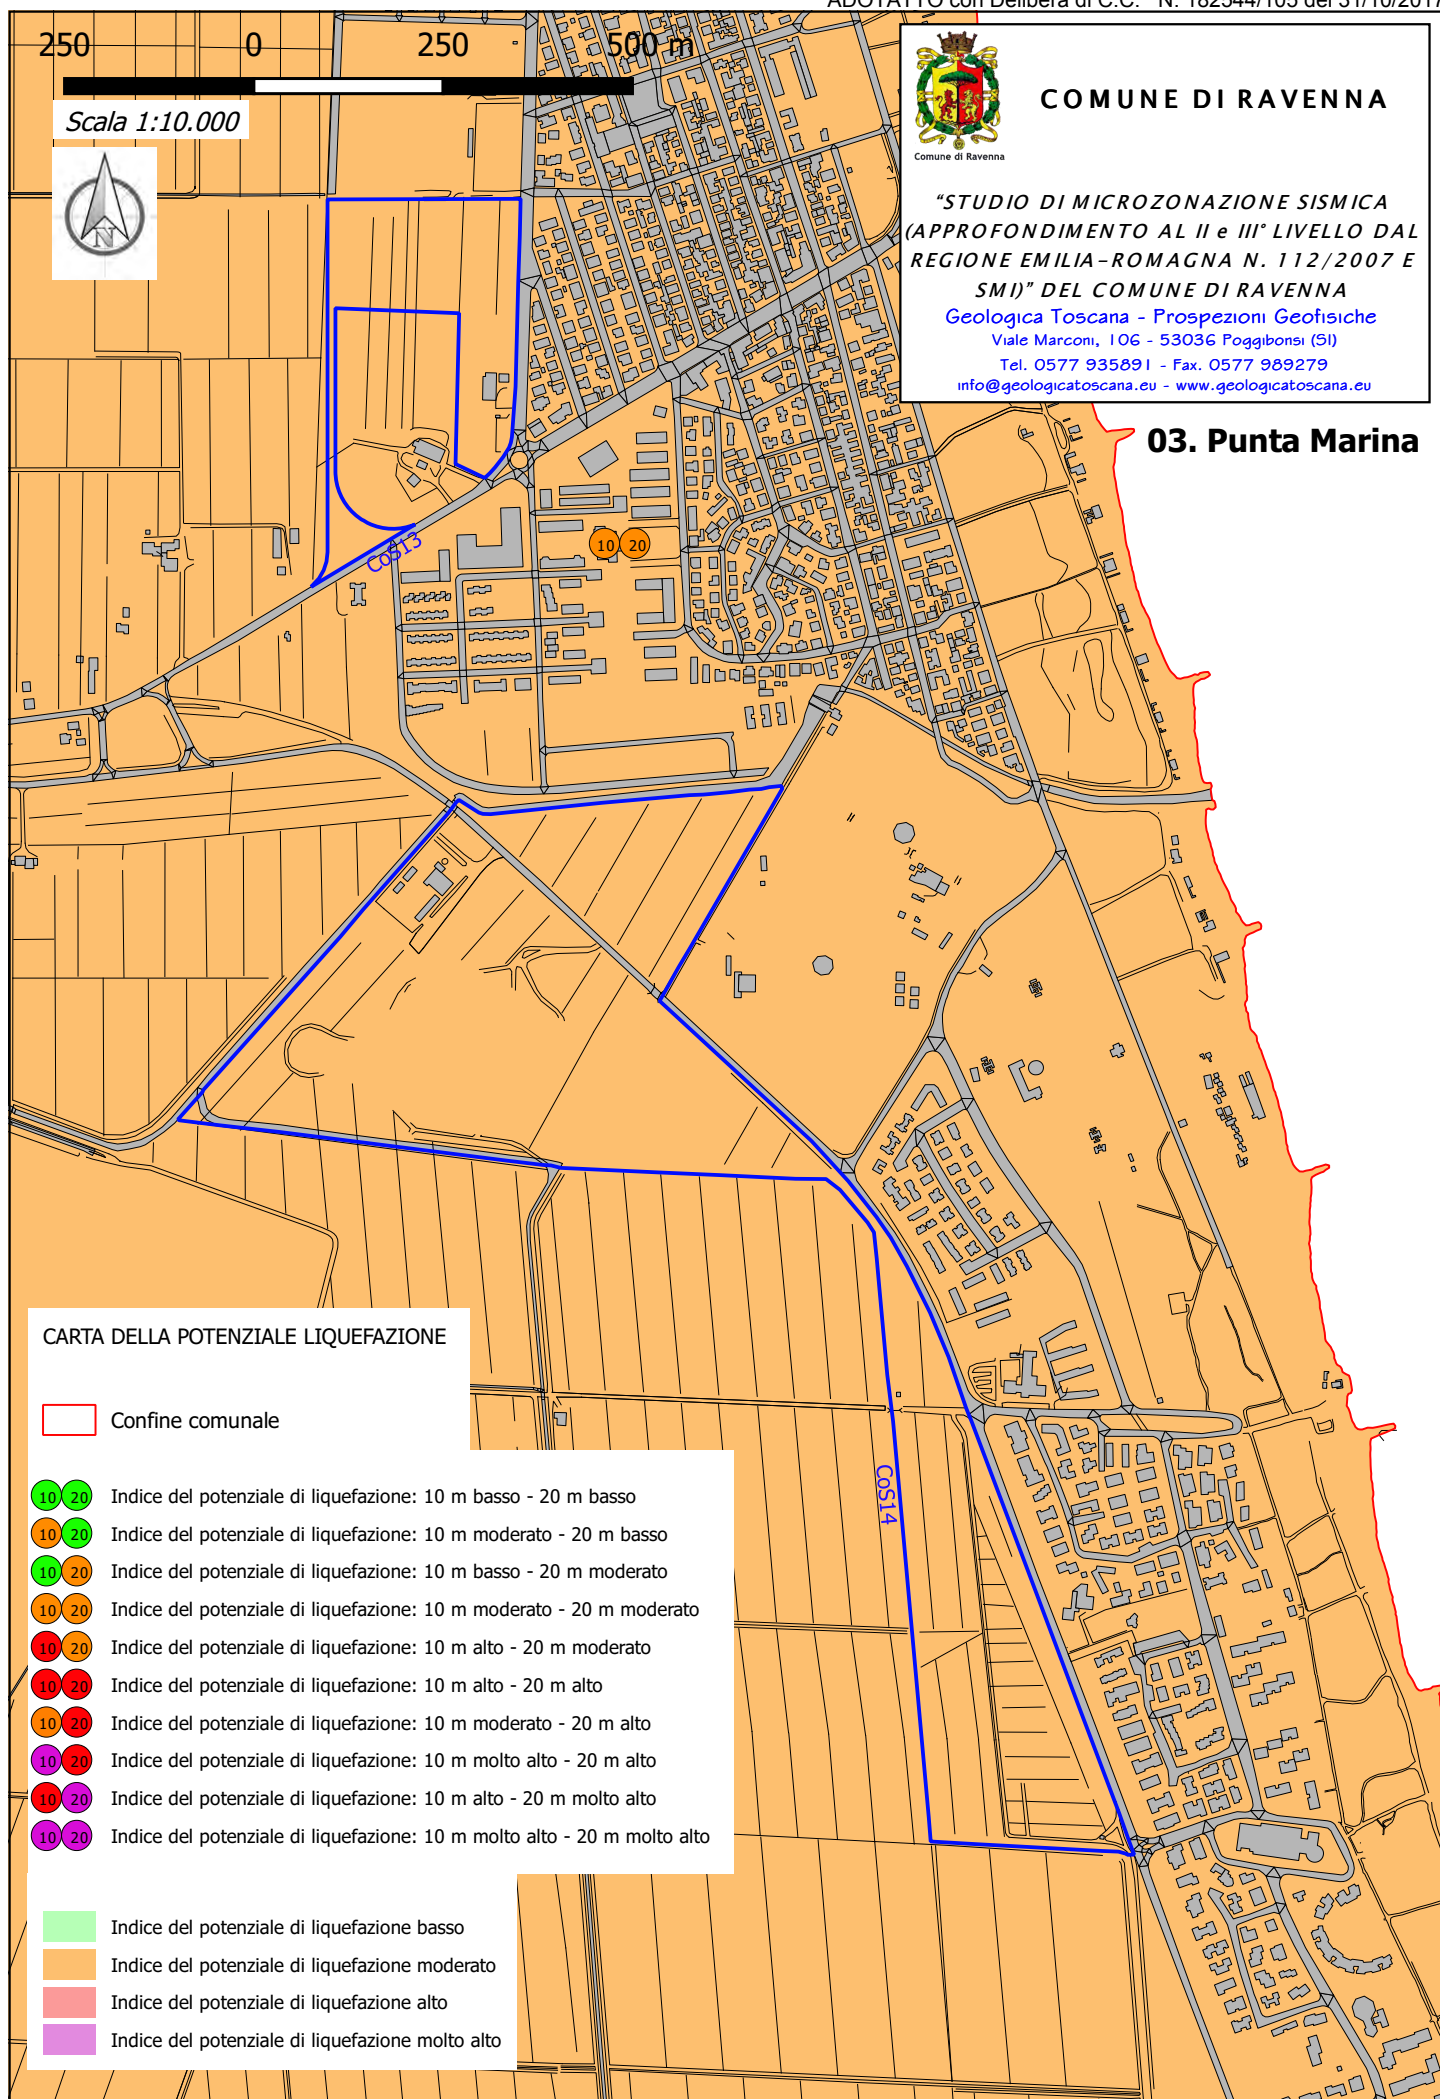 ADOTATTO con Delibera di C.C. N. 182544/105 del 31/10/2017
250 0 250 500 m
Scala 1:10.000
N
Comune di Ravenna
COMUNE DI RAVENNA
"STUDIO DI MICROZONAZIONE SISMICA
(APPROFONDIMENTO AL II e III° LIVELLO DAL
REGIONE EMILIA-ROMAGNA N. 112/2007 E
SMI)" DEL COMUNE DI RAVENNA
Geologica Toscana - Prospezioni Geofisiche
Viale Marconi, 106 - 53036 Poggibonsi (SI)
Tel. 0577 935891 - Fax. 0577 989279
info@geologicatoscana.eu - www.geologicatoscana.eu
03. Punta Marina
CoS13
10 20
CoS14
CARTA DELLA POTENZIALE LIQUEFAZIONE
Confine comunale
10 20 Indice del potenziale di liquefazione: 10 m basso - 20 m basso
10 20 Indice del potenziale di liquefazione: 10 m moderato - 20 m basso
10 20 Indice del potenziale di liquefazione: 10 m basso - 20 m moderato
10 20 Indice del potenziale di liquefazione: 10 m moderato - 20 m moderato
10 20 Indice del potenziale di liquefazione: 10 m alto - 20 m moderato
10 20 Indice del potenziale di liquefazione: 10 m alto - 20 m alto
10 20 Indice del potenziale di liquefazione: 10 m moderato - 20 m alto
10 20 Indice del potenziale di liquefazione: 10 m molto alto - 20 m alto
10 20 Indice del potenziale di liquefazione: 10 m alto - 20 m molto alto
10 20 Indice del potenziale di liquefazione: 10 m molto alto - 20 m molto alto
Indice del potenziale di liquefazione basso
Indice del potenziale di liquefazione moderato
Indice del potenziale di liquefazione alto
Indice del potenziale di liquefazione molto alto